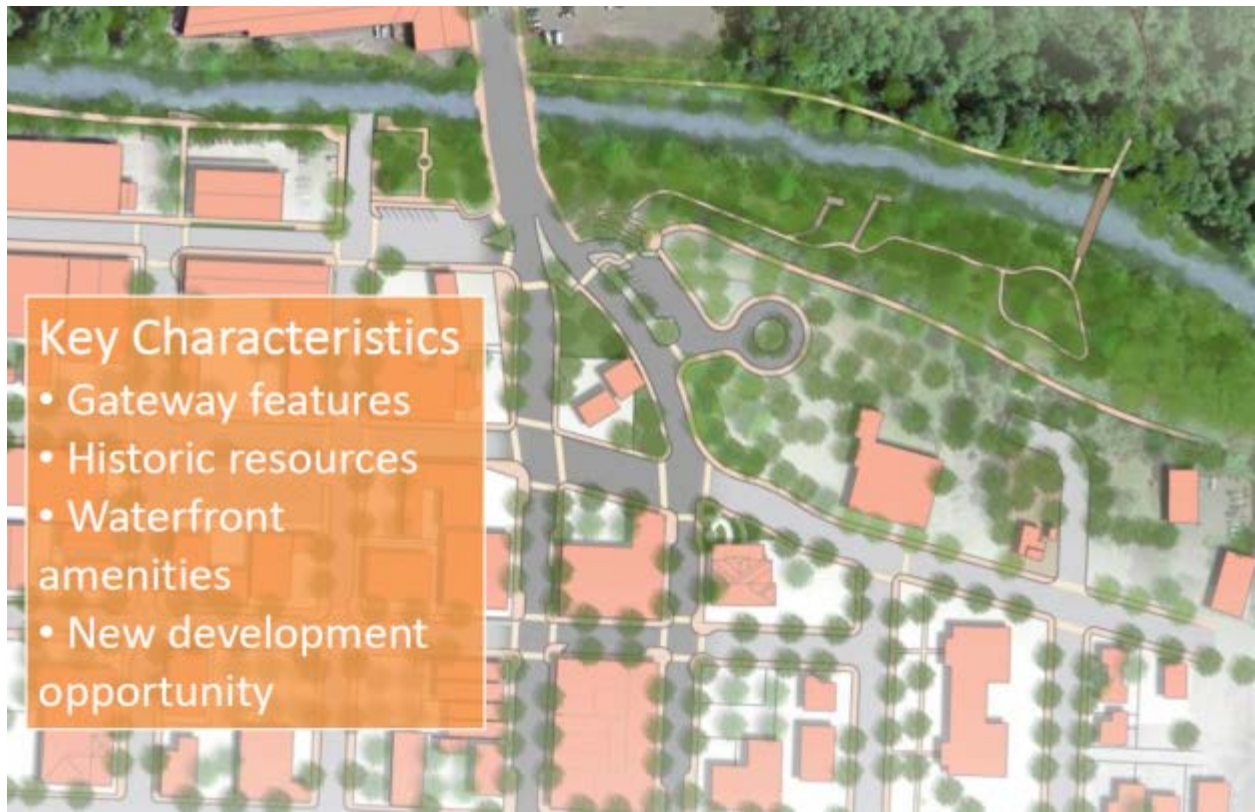 Key Characteristics
• Gateway features
• Historic resources
• Waterfront
amenities
• New development
opportunity